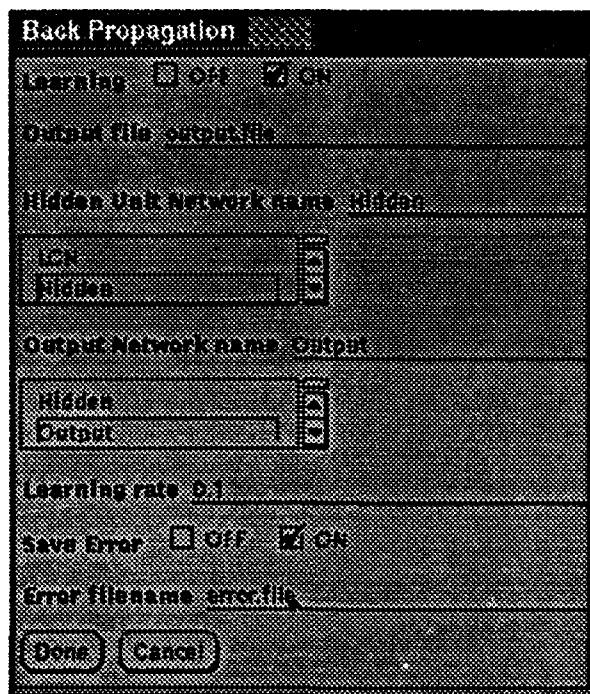 Back Propagation
Learning OFF ON
Output file output.file
Hidden Unit Network name Hidden
LGN
Hidden
Output Network name Output
Hidden
Output
Learning rate 0.1
Save Error OFF ON
Error filename error.file
Done Cancel